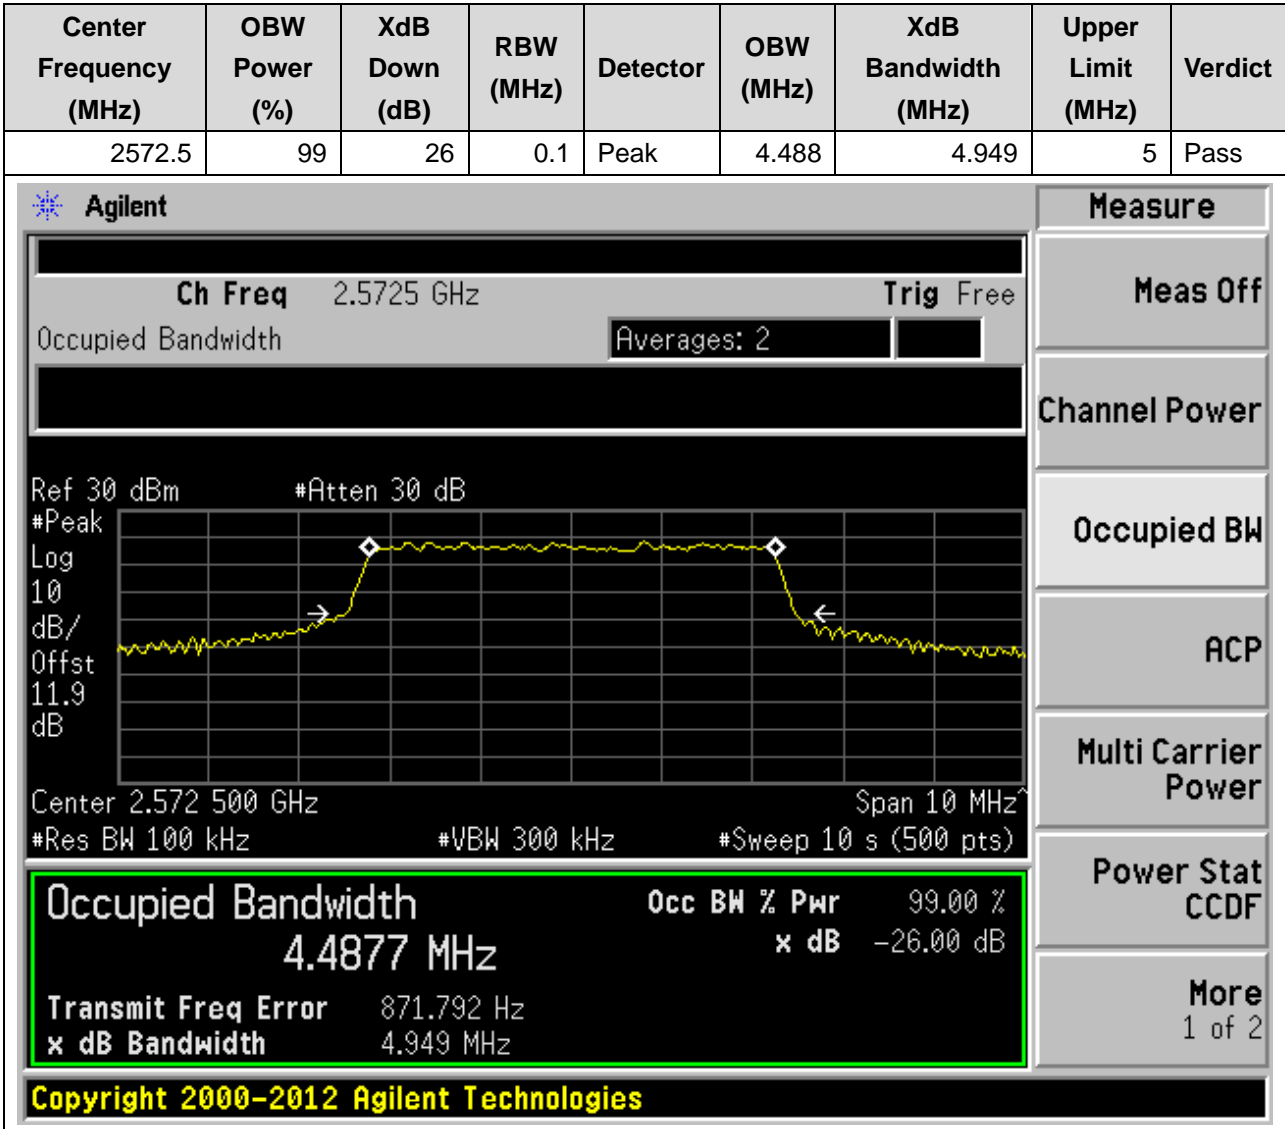 Center Frequency (MHz) OBW Power (%) XdB Down (dB) RBW (MHz) Detector OBW (MHz) XdB Bandwidth (MHz) Upper Limit (MHz) Verdict
2572.5 99 26 0.1 Peak 4.488 4.949 5 Pass
Agilent
Measure
Ch Freq 2.5725 GHz Trig Free
Occupied Bandwidth Averages: 2
Ref 30 dBm #Atten 30 dB
#Peak
Log
10
dB/
Offst
11.9
dB
Center 2.572 500 GHz Span 10 MHz^
#Res BW 100 kHz #VBW 300 kHz #Sweep 10 s (500 pts)
Occupied Bandwidth Occ BW % Pwr 99.00 %
4.4877 MHz x dB -26.00 dB
Transmit Freq Error 871.792 Hz
x dB Bandwidth 4.949 MHz
Meas Off
Channel Power
Occupied BW
ACP
Multi Carrier
Power
Power Stat
CCDF
More
1 of 2
Copyright 2000-2012 Agilent Technologies